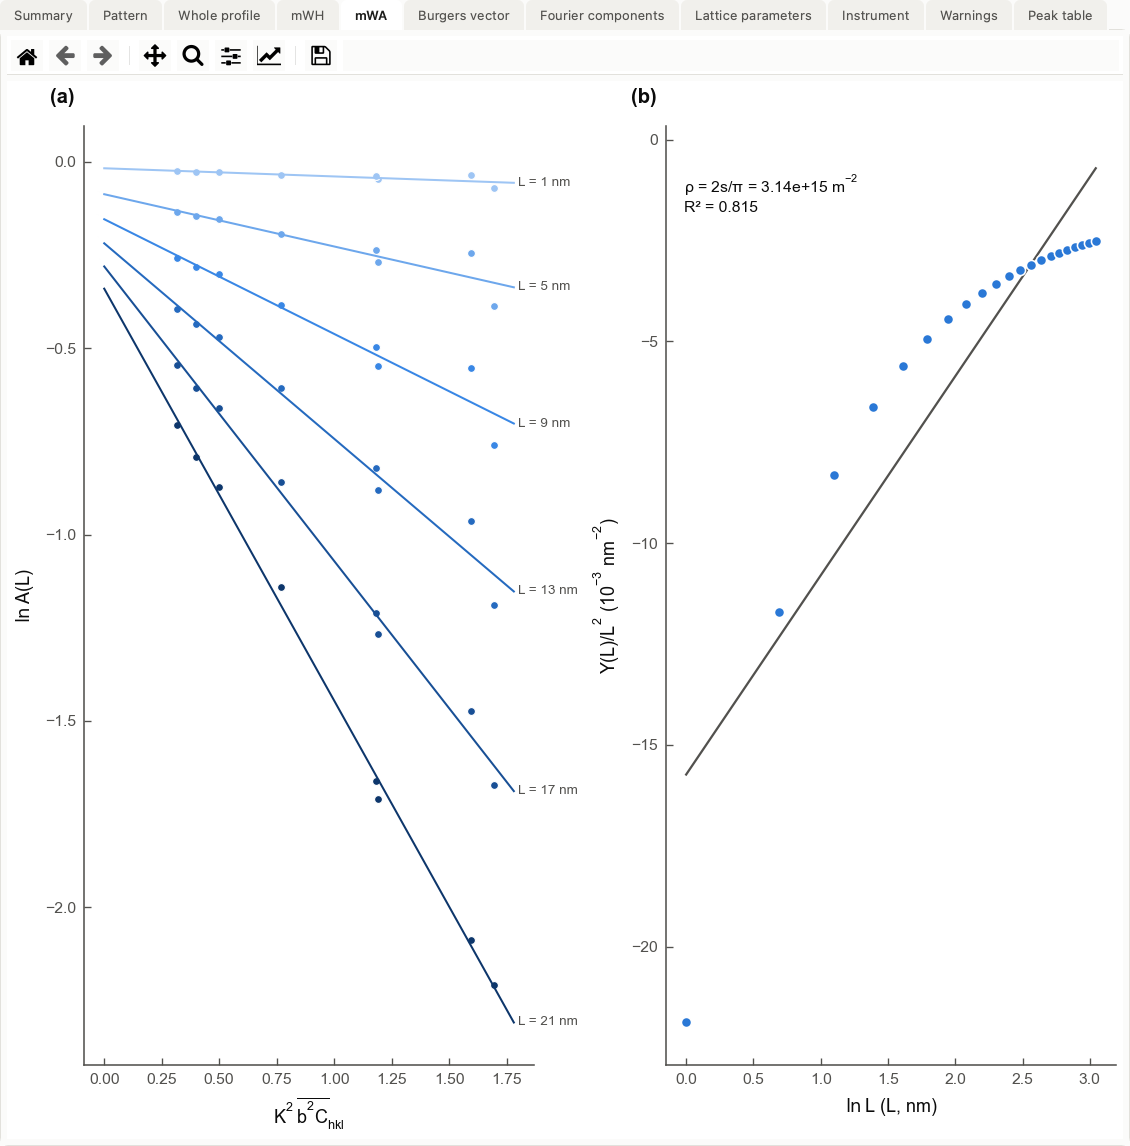 Summary Pattern Whole profile mWH mWA Burgers vector Fourier components Lattice parameters Instrument Warnings Peak table
(a)
0.0
−0.5
−1.0
−1.5
−2.0
ln A(L)
L = 1 nm
L = 5 nm
L = 9 nm
L = 13 nm
L = 17 nm
L = 21 nm
0.00 0.25 0.50 0.75 1.00 1.25 1.50 1.75
K² b²C hkl
(b)
ρ = 2s/π = 3.14e+15 m⁻²
R² = 0.815
0
−5
−10
−15
−20
Y(L)/L² (10⁻³ nm⁻²)
0.0 0.5 1.0 1.5 2.0 2.5 3.0
ln L (L, nm)